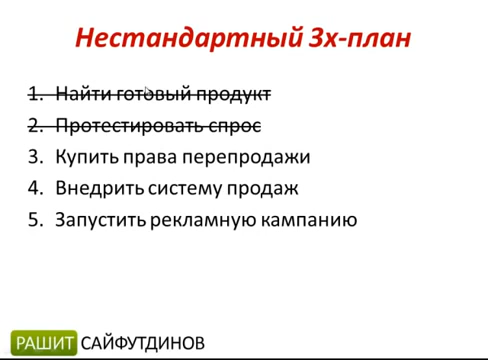 Нестандартный 3х-план
1. Найти готовый продукт
2. Протестировать спрос
3. Купить права перепродажи
4. Внедрить систему продаж
5. Запустить рекламную кампанию
РАШИТ САЙФУТДИНОВ